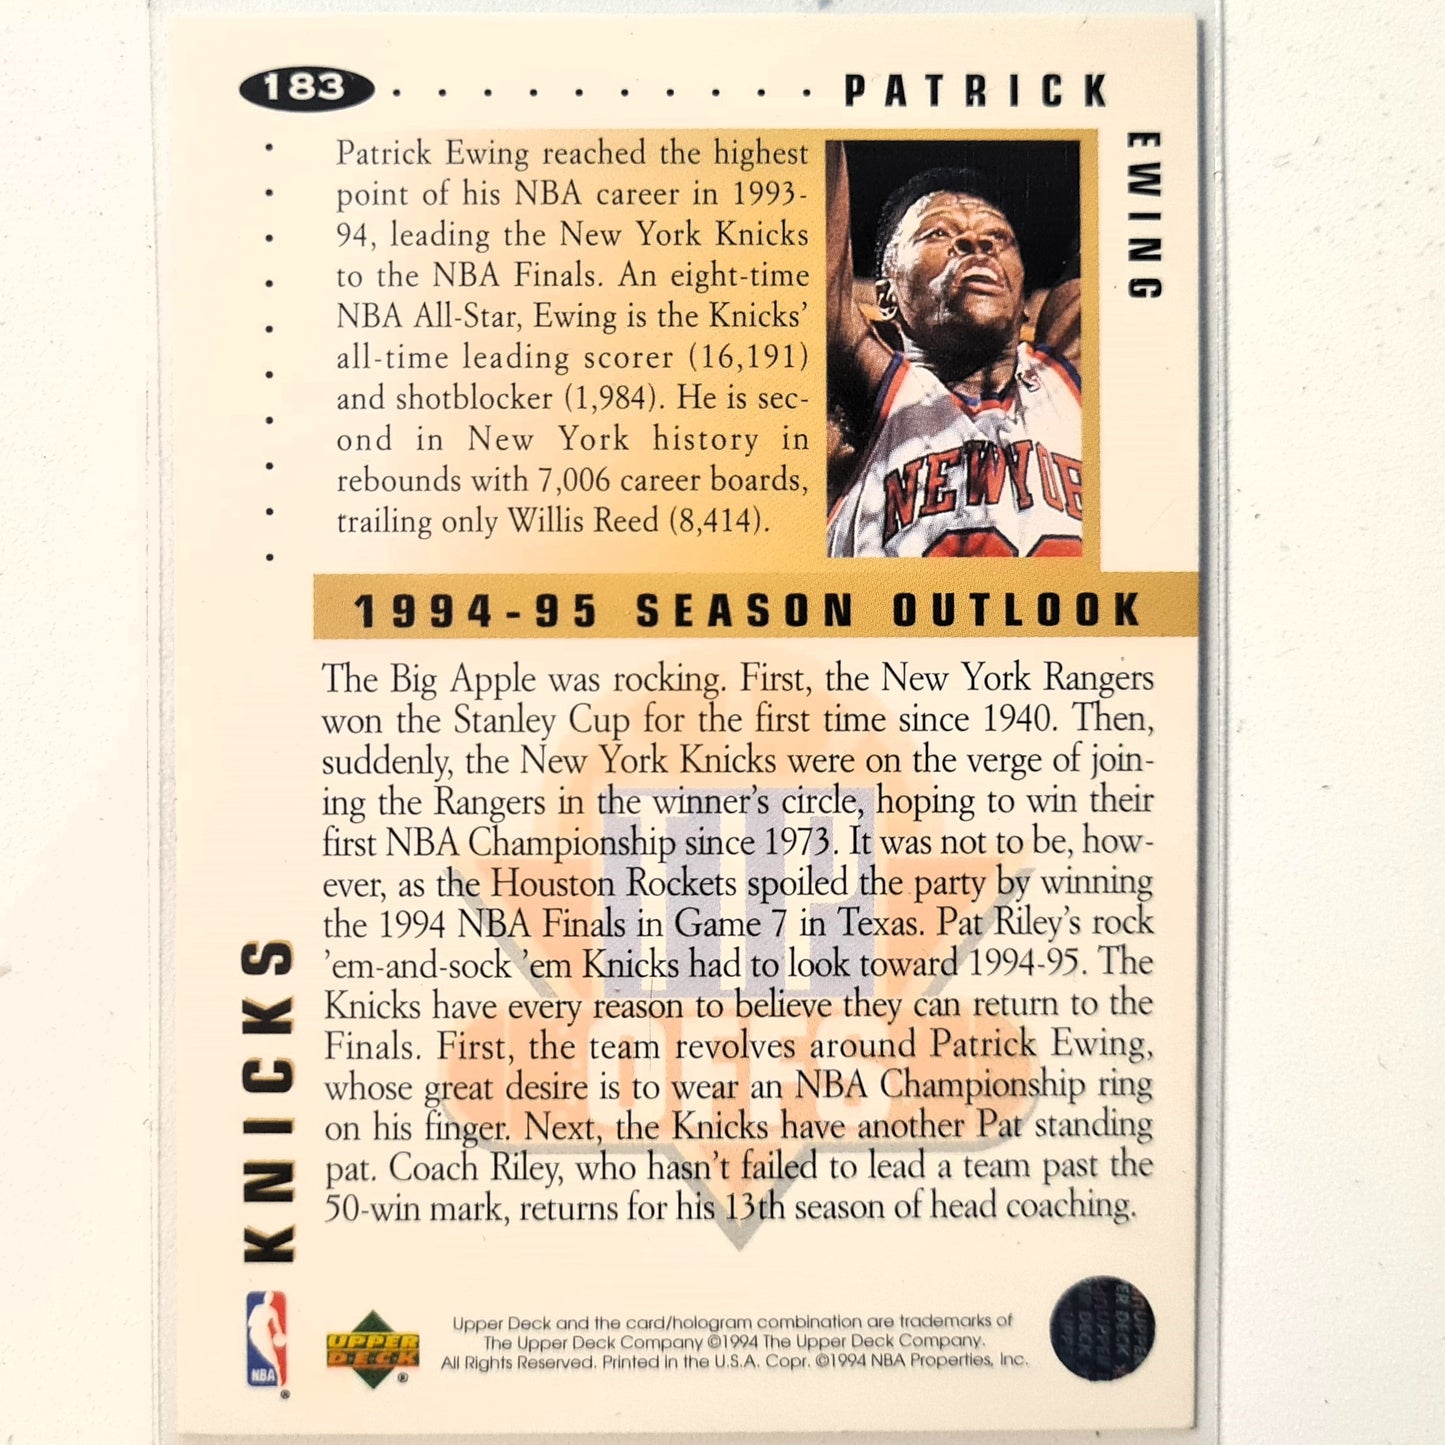 183
PATRICK
EWING
Patrick Ewing reached the highest
point of his NBA career in 1993-
94, leading the New York Knicks
to the NBA Finals. An eight-time
NBA All-Star, Ewing is the Knicks'
all-time leading scorer (16,191)
and shotblocker (1,984). He is sec-
ond in New York history in
rebounds with 7,006 career boards,
trailing only Willis Reed (8,414).
NEW YOR
1994-95 SEASON OUTLOOK
The Big Apple was rocking. First, the New York Rangers
won the Stanley Cup for the first time since 1940. Then,
suddenly, the New York Knicks were on the verge of join-
ing the Rangers in the winner's circle, hoping to win their
first NBA Championship since 1973. It was not to be, how-
ever, as the Houston Rockets spoiled the party by winning
the 1994 NBA Finals in Game 7 in Texas. Pat Riley's rock
'em-and-sock 'em Knicks had to look toward 1994-95. The
Knicks have every reason to believe they can return to the
Finals. First, the team revolves around Patrick Ewing,
whose great desire is to wear an NBA Championship ring
on his finger. Next, the Knicks have another Pat standing
pat. Coach Riley, who hasn't failed to lead a team past the
50-win mark, returns for his 13th season of head coaching.
TIP
OFFS
KNICKS
NBA
®
UPPER
DECK
®
Upper Deck and the card/hologram combination are trademarks of
The Upper Deck Company ©1994 The Upper Deck Company.
All Rights Reserved. Printed in the U.S.A. Copr. ©1994 NBA Properties, Inc.